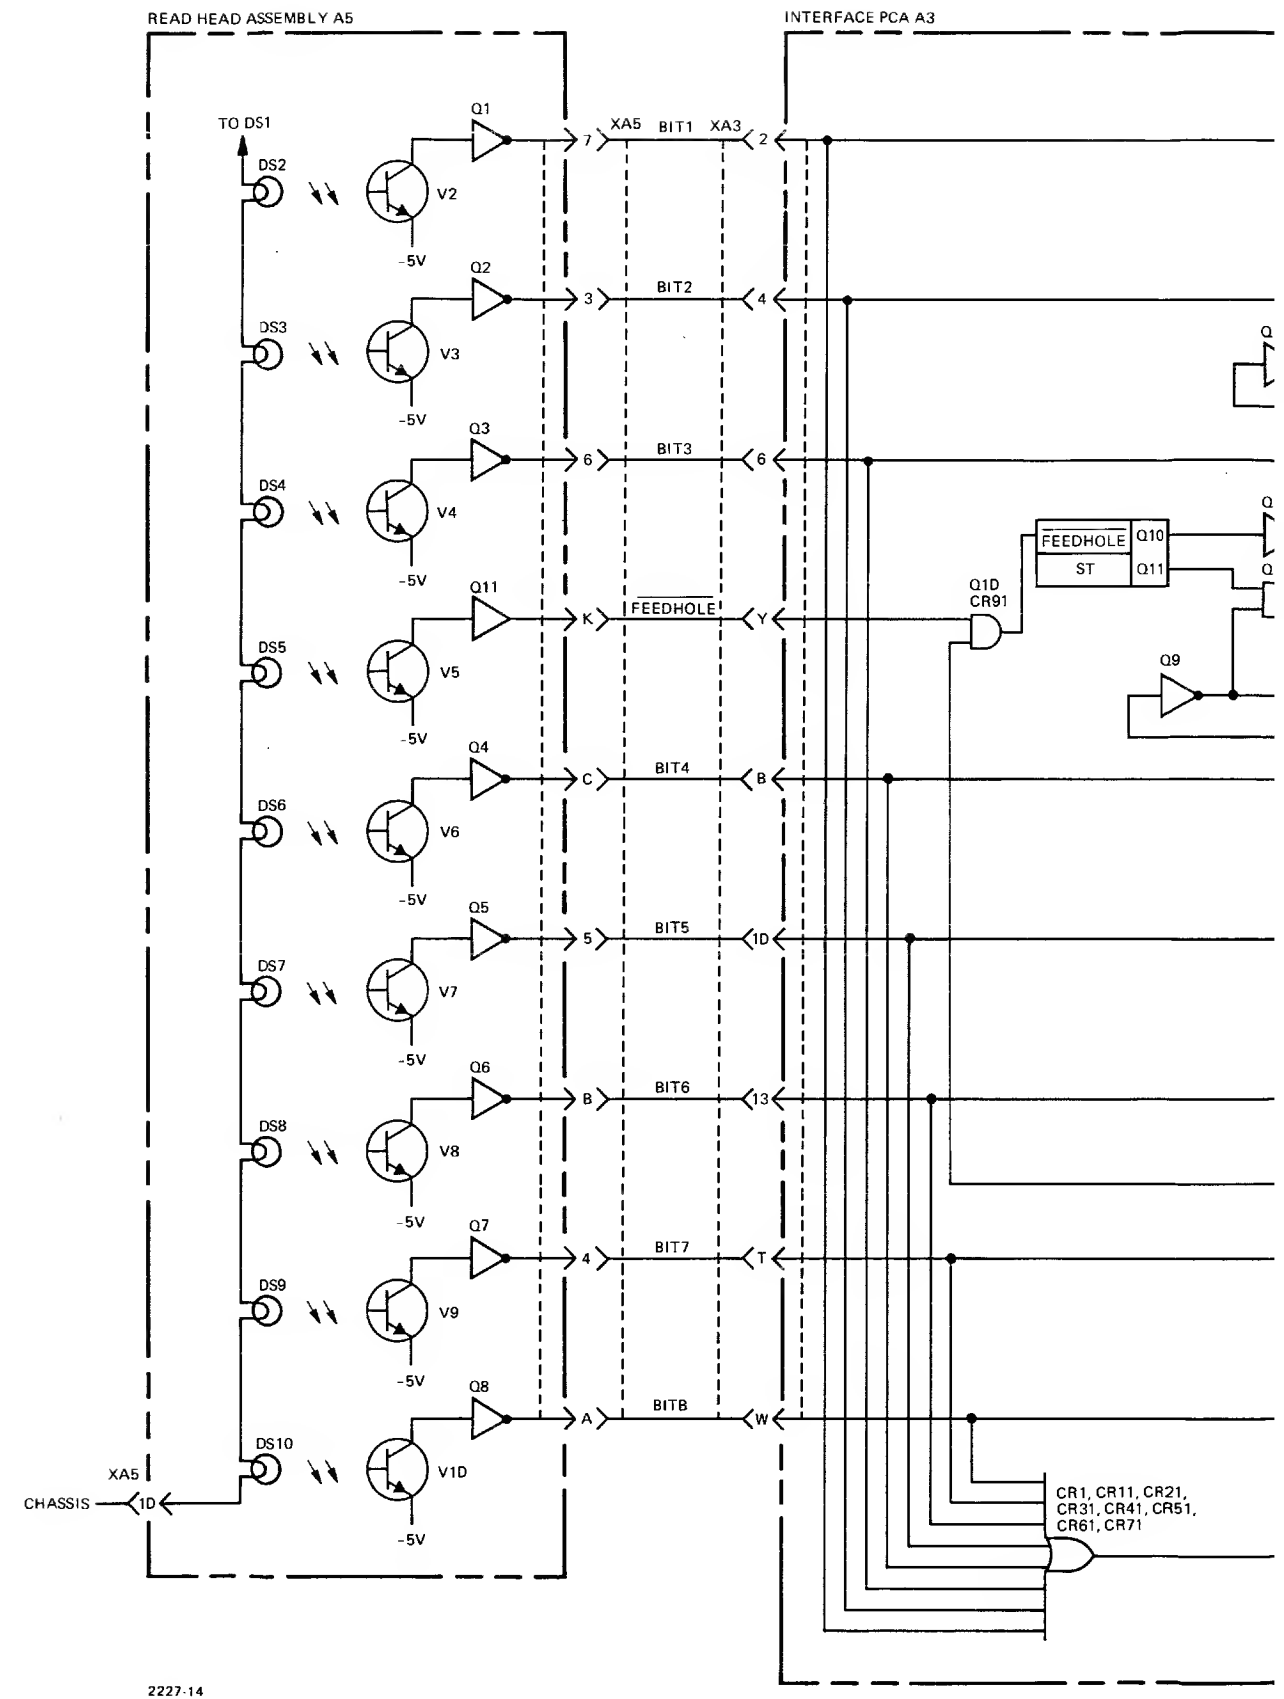 READ HEAD ASSEMBLY A5
INTERFACE PCA A3
TO DS1
Q1
XA5
BIT1
XA3
7
2
DS2
V2
-5V
Q2
BIT2
3
4
DS3
V3
-5V
Q
Q3
BIT3
6
6
DS4
V4
-5V
Q
FEEDHOLE
Q10
ST
Q11
Q
Q1D
CR91
Q11
FEEDHOLE
K
Y
DS5
V5
-5V
Q9
Q4
BIT4
C
B
DS6
V6
-5V
Q5
BIT5
5
1D
DS7
V7
-5V
Q6
BIT6
B
13
DS8
V8
-5V
Q7
BIT7
4
T
DS9
V9
-5V
Q8
BITB
A
W
DS10
V1D
-5V
XA5
CHASSIS
1D
CR1, CR11, CR21,
CR31, CR41, CR51,
CR61, CR71
2227-14